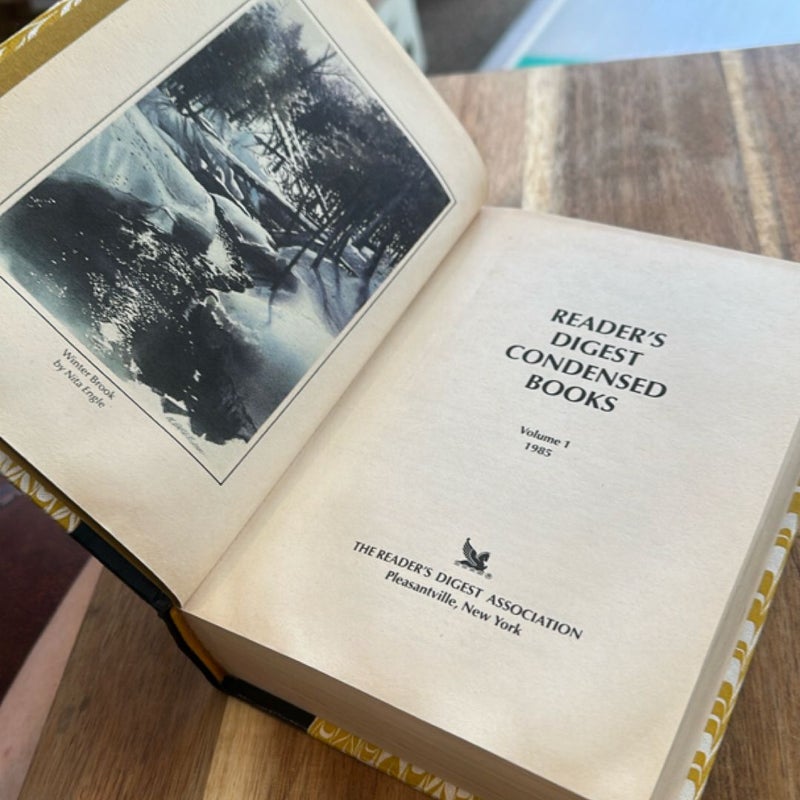 Winter Brook
by Nita Engle
READER'S
DIGEST
CONDENSED
BOOKS
Volume 1
1985
THE READER'S DIGEST ASSOCIATION
Pleasantville, New York